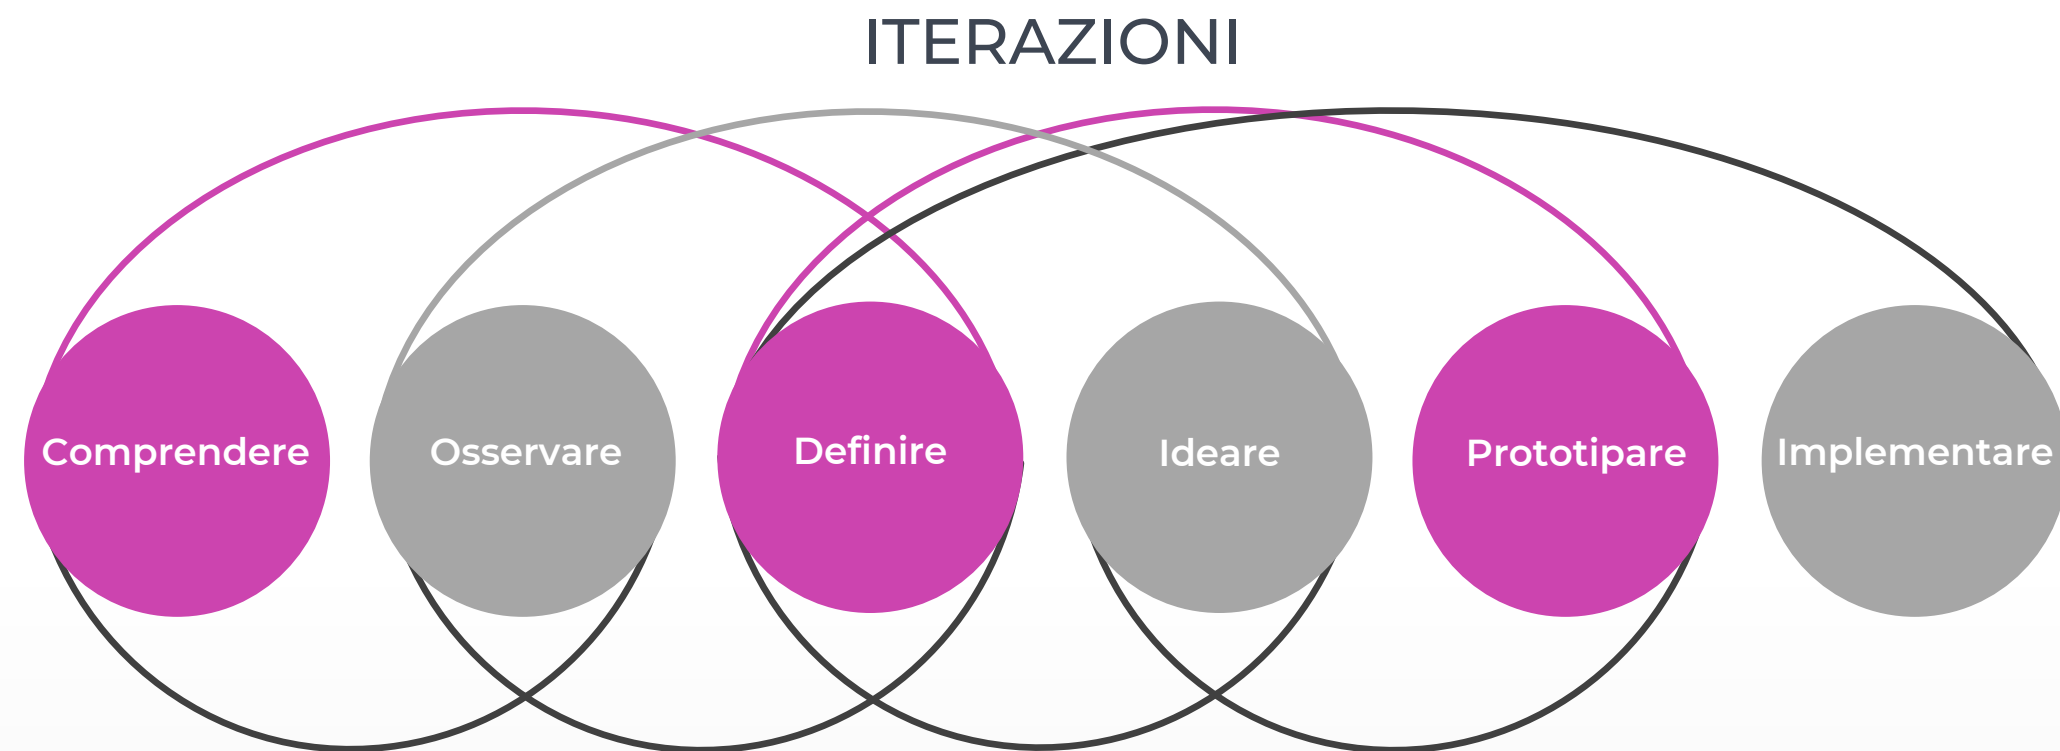 ITERAZIONI
Comprendere
Osservare
Definire
Ideare
Prototipare
Implementare